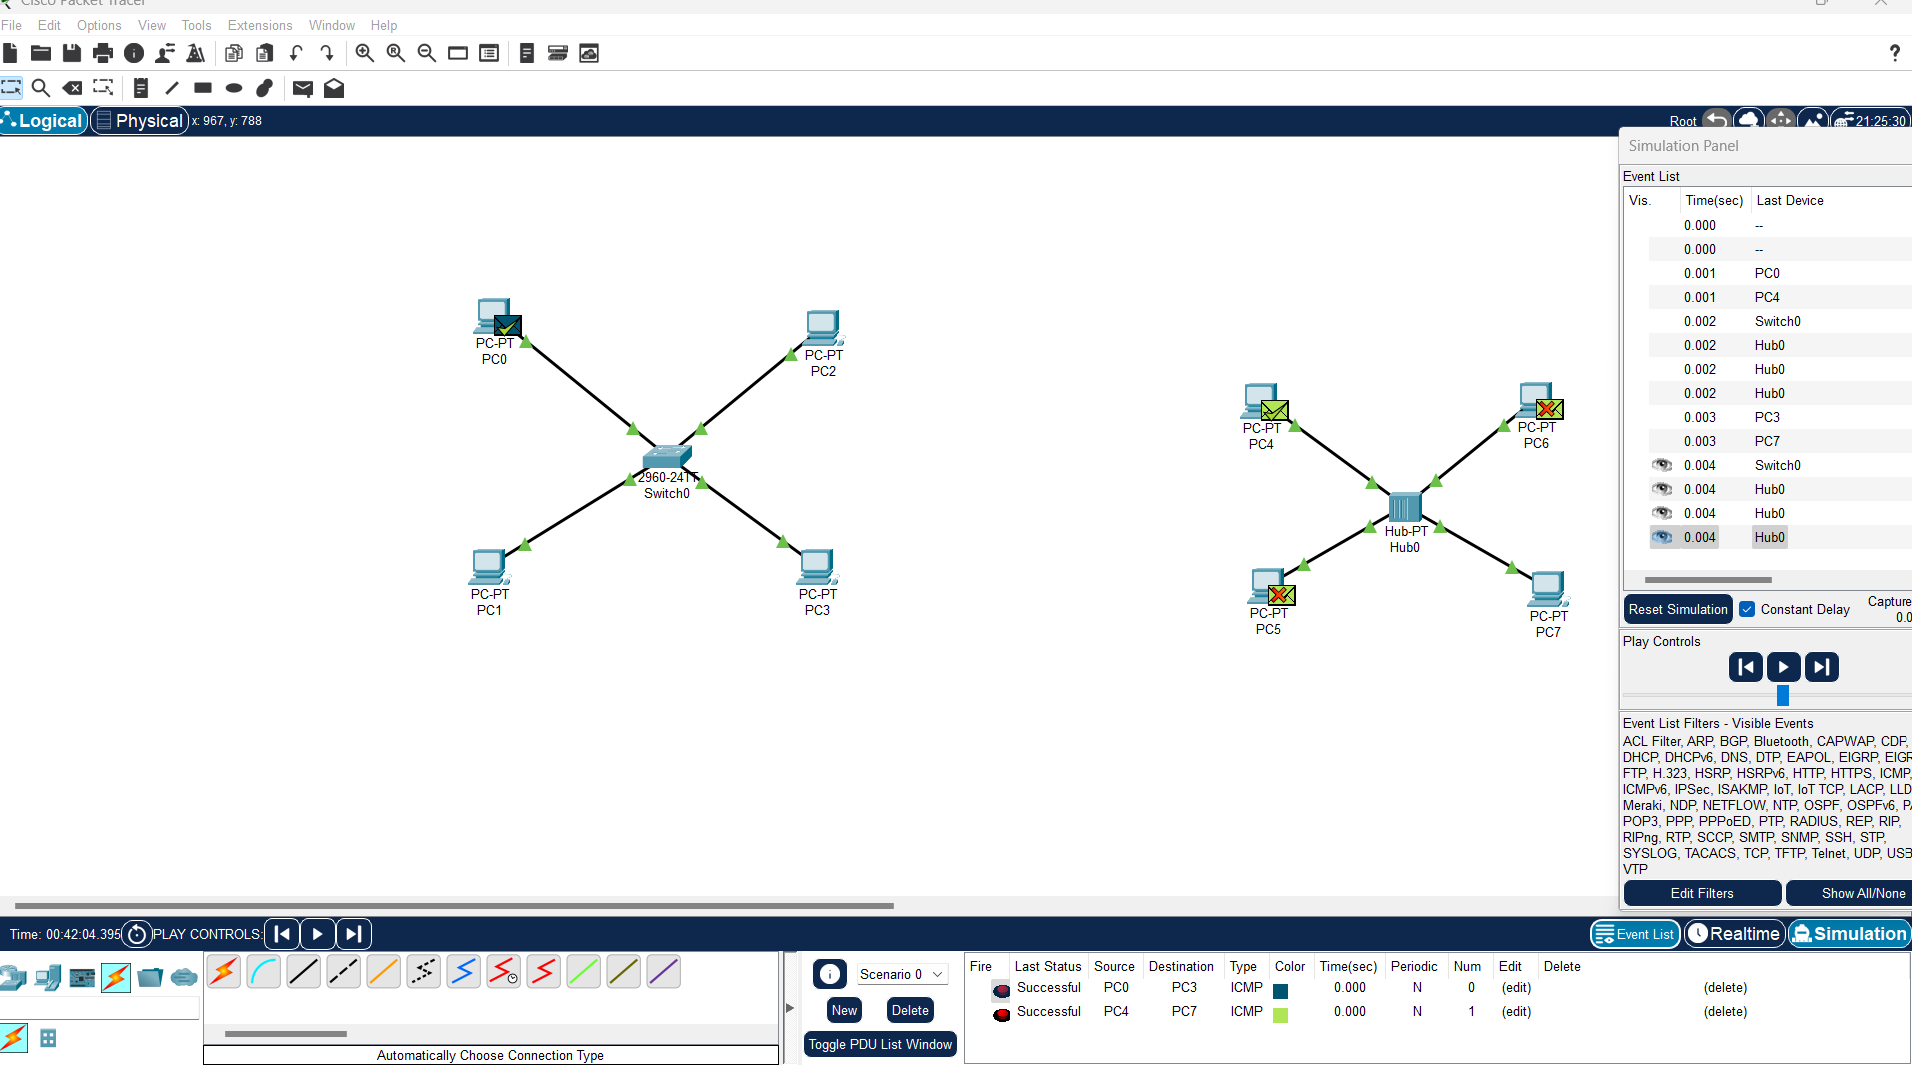 Cisco Packet Tracer
File Edit Options View Tools Extensions Window Help
Logical Physical x: 967, y: 788 Root 21:25:30
Simulation Panel
Event List
Vis. Time(sec) Last Device
0.000 --
0.000 --
0.001 PC0
0.001 PC4
0.002 Switch0
0.002 Hub0
0.002 Hub0
0.002 Hub0
0.003 PC3
0.003 PC7
0.004 Switch0
0.004 Hub0
0.004 Hub0
0.004 Hub0
PC-PT
PC0
PC-PT
PC2
2960-24TT
Switch0
PC-PT
PC1
PC-PT
PC3
PC-PT
PC4
PC-PT
PC6
Hub-PT
Hub0
PC-PT
PC5
PC-PT
PC7
Reset Simulation Constant Delay Capture
0.0
Play Controls
Event List Filters - Visible Events
ACL Filter, ARP, BGP, Bluetooth, CAPWAP, CDP,
DHCP, DHCPv6, DNS, DTP, EAPOL, EIGRP, EIGR
FTP, H.323, HSRP, HSRPv6, HTTP, HTTPS, ICMP,
ICMPv6, IPSec, ISAKMP, IoT, IoT TCP, LACP, LLD
Meraki, NDP, NETFLOW, NTP, OSPF, OSPFv6, PA
POP3, PPP, PPPoED, PTP, RADIUS, REP, RIP,
RIPng, RTP, SCCP, SMTP, SNMP, SSH, STP,
SYSLOG, TACACS, TCP, TFTP, Telnet, UDP, USB
VTP
Edit Filters Show All/None
Time: 00:42:04.395 PLAY CONTROLS: Event List Realtime Simulation
Scenario 0
New Delete
Toggle PDU List Window
Automatically Choose Connection Type
Fire Last Status Source Destination Type Color Time(sec) Periodic Num Edit Delete
Successful PC0 PC3 ICMP 0.000 N 0 (edit) (delete)
Successful PC4 PC7 ICMP 0.000 N 1 (edit) (delete)